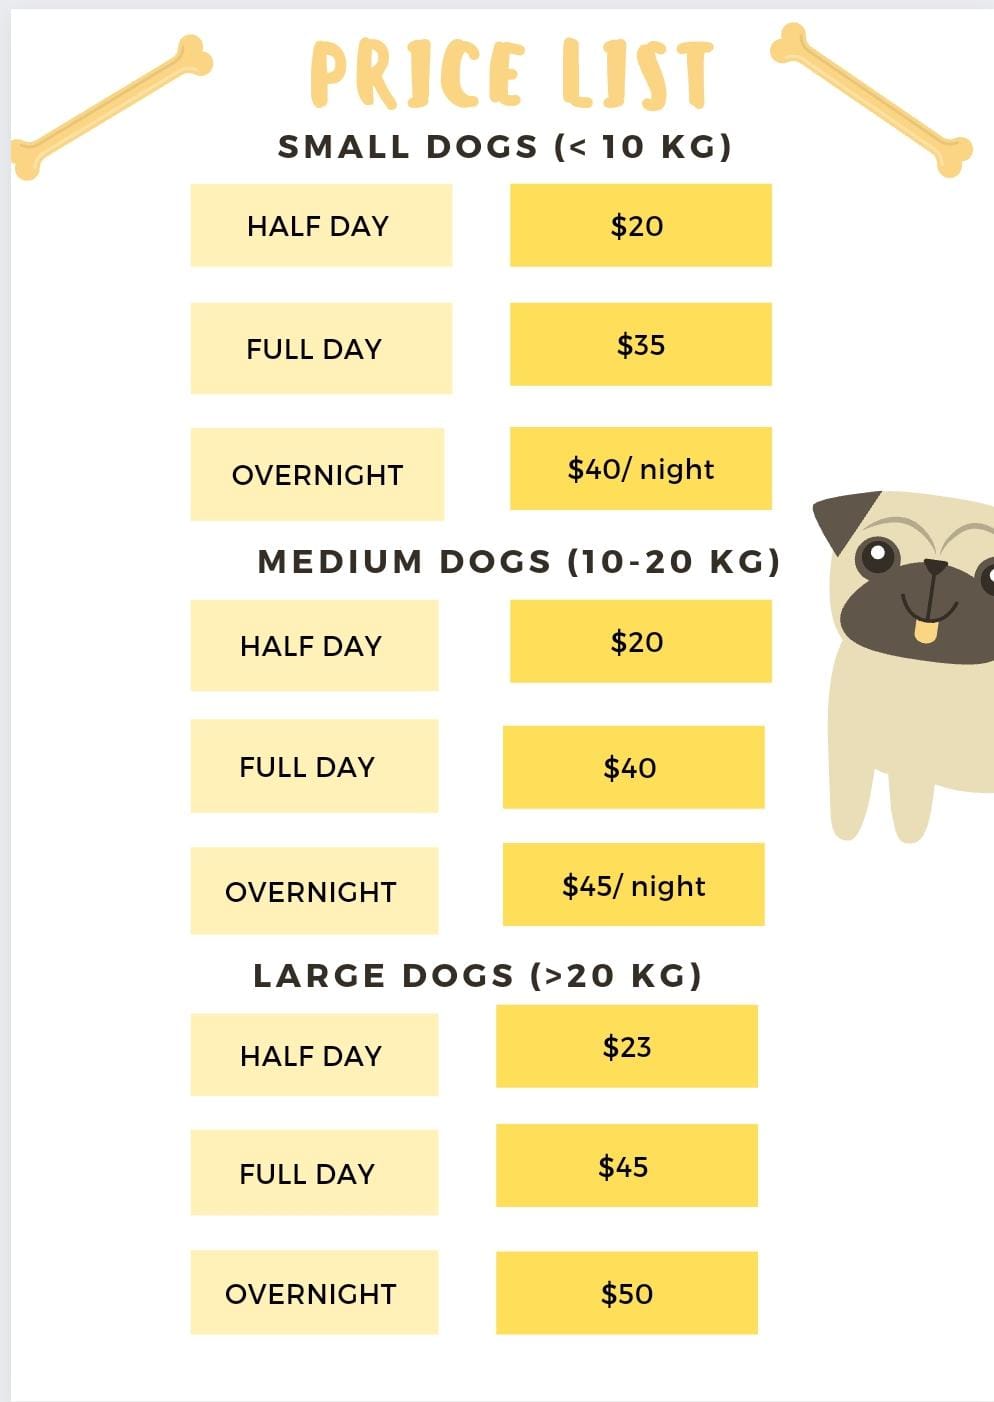 PRICE LIST
SMALL DOGS (< 10 KG)
HALF DAY $20
FULL DAY $35
OVERNIGHT $40/ night
MEDIUM DOGS (10-20 KG)
HALF DAY $20
FULL DAY $40
OVERNIGHT $45/ night
LARGE DOGS (>20 KG)
HALF DAY $23
FULL DAY $45
OVERNIGHT $50